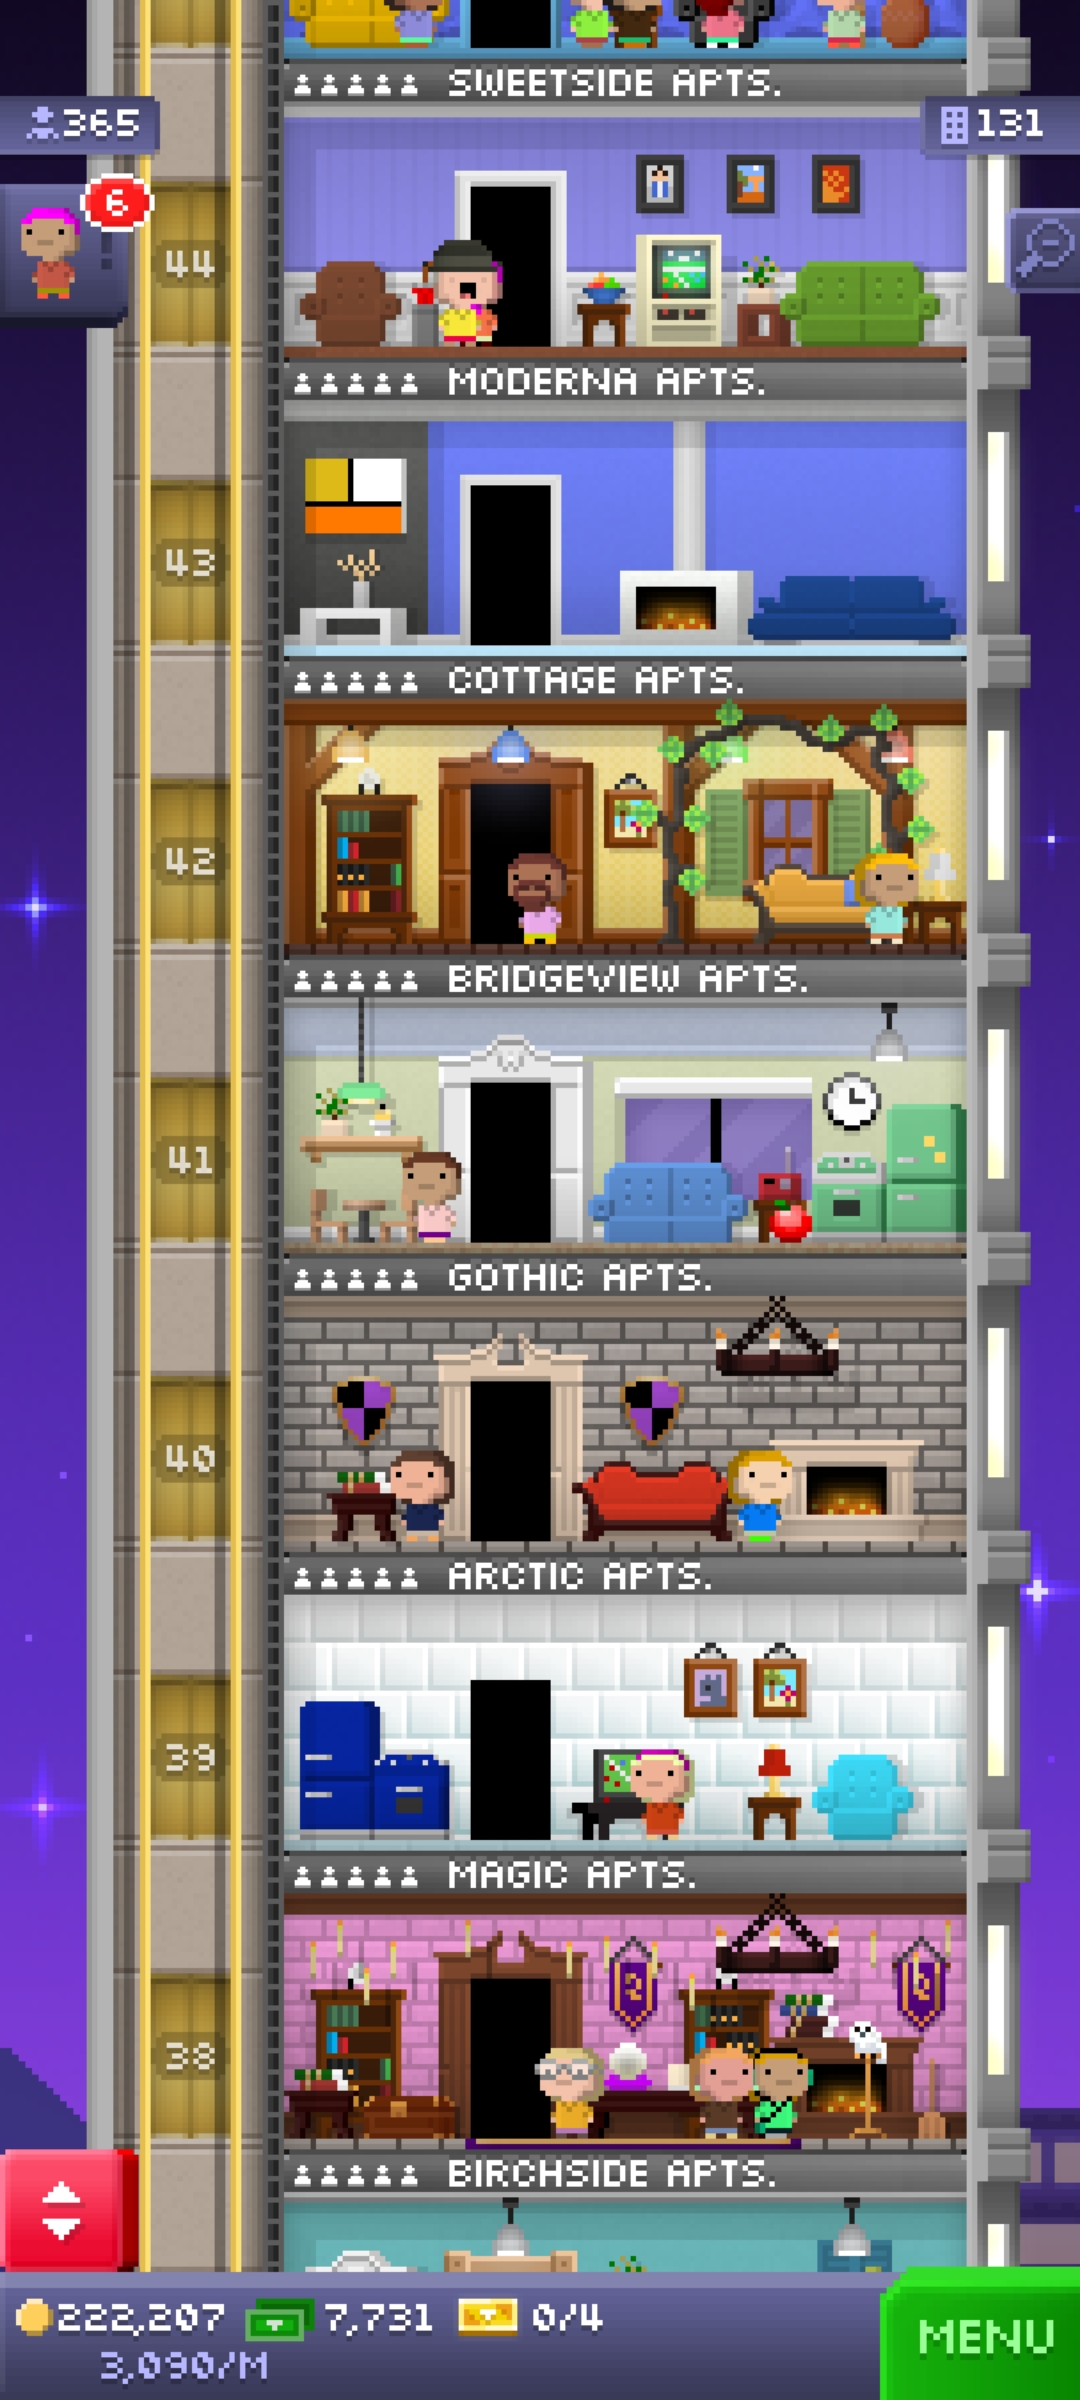 SWEETSIDE APTS.
365
131
6
44
MODERNA APTS.
43
COTTAGE APTS.
42
BRIDGEVIEW APTS.
41
GOTHIC APTS.
40
ARCTIC APTS.
39
MAGIC APTS.
38
BIRCHSIDE APTS.
222,207 7,731 0/4
3,090/M
MENU